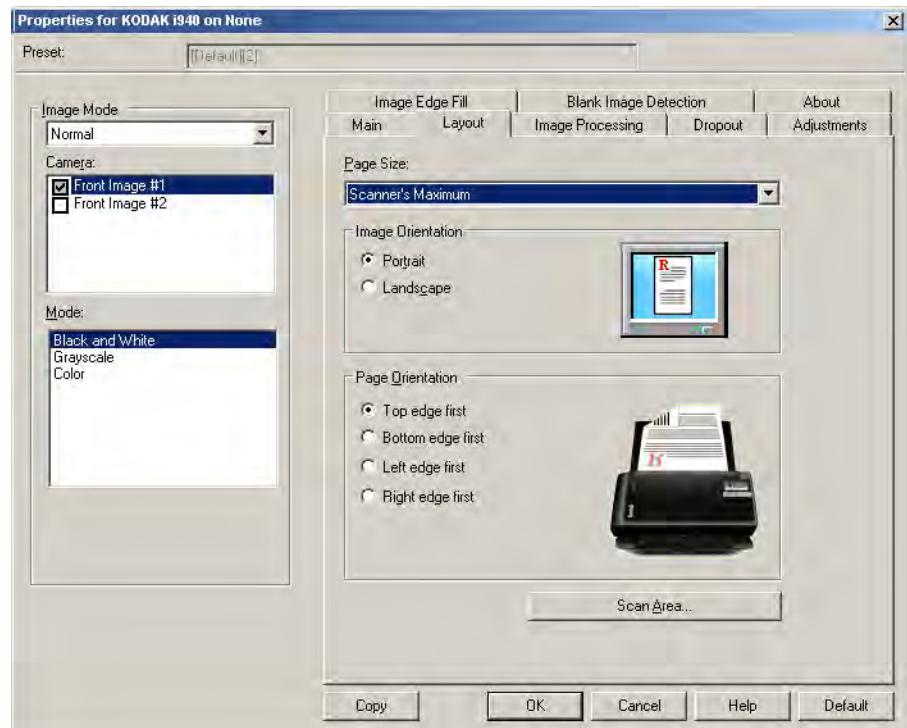 Properties for KODAK i940 on None
Preset:
[Default][2]
Image Mode
Normal
Camera:
Front Image #1
Front Image #2
Mode:
Black and White
Grayscale
Color
Image Edge Fill
Blank Image Detection
About
Main
Layout
Image Processing
Dropout
Adjustments
Page Size:
Scanner's Maximum
Image Orientation
Portrait
Landscape
R
Page Orientation
Top edge first
Bottom edge first
Left edge first
Right edge first
R
Scan Area...
Copy
OK
Cancel
Help
Default